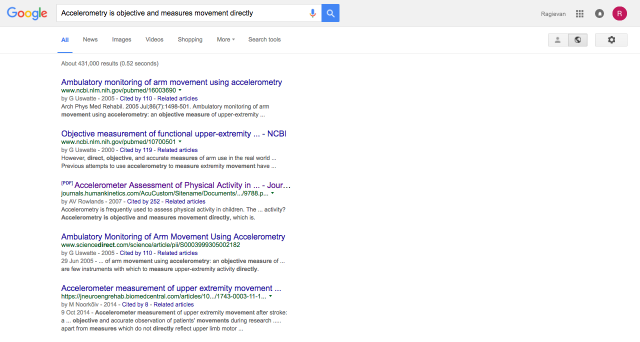 Google
Accelerometry is objective and measures movement directly
Ragiavan
R
All News Images Videos Shopping More Search tools
About 431,000 results (0.52 seconds)
Ambulatory monitoring of arm movement using accelerometry
www.ncbi.nlm.nih.gov/pubmed/16003690
by G Uswatte - 2005 - Cited by 110 - Related articles
Arch Phys Med Rehabil. 2005 Jul;86(7):1498-501. Ambulatory monitoring of arm
movement using accelerometry: an objective measure of upper-extremity ...
Objective measurement of functional upper-extremity ... - NCBI
www.ncbi.nlm.nih.gov/pubmed/10700501
by G Uswatte - 2000 - Cited by 119 - Related articles
However, direct, objective, and accurate measures of arm use in the real world ...
Previous attempts to use accelerometry to measure extremity movement have ...
[PDF] Accelerometer Assessment of Physical Activity in ... - Jour...
journals.humankinetics.com/AcuCustom/Sitename/Documents/.../9788.p...
by AV Rowlands - 2007 - Cited by 252 - Related articles
Accelerometry is frequently used to assess physical activity in children. The ... activity?
Accelerometry is objective and measures movement directly, which is.
Ambulatory Monitoring of Arm Movement Using Accelerometry
www.sciencedirect.com/science/article/pii/S0003999305002182
by G Uswatte - 2005 - Cited by 110 - Related articles
29 Jun 2005 - ... of arm movement using accelerometry: an objective measure of ...
are few instruments with which to measure upper-extremity activity directly.
Accelerometer measurement of upper extremity movement ...
https://jneuroengrehab.biomedcentral.com/articles/10.../1743-0003-11-1...
by M Noorkõiv - 2014 - Cited by 8 - Related articles
9 Oct 2014 - Accelerometer measurement of upper extremity movement after stroke:
a ... objective and accurate observation of patients' movements during research .....
apart from measures which do not directly reflect upper limb motor ...